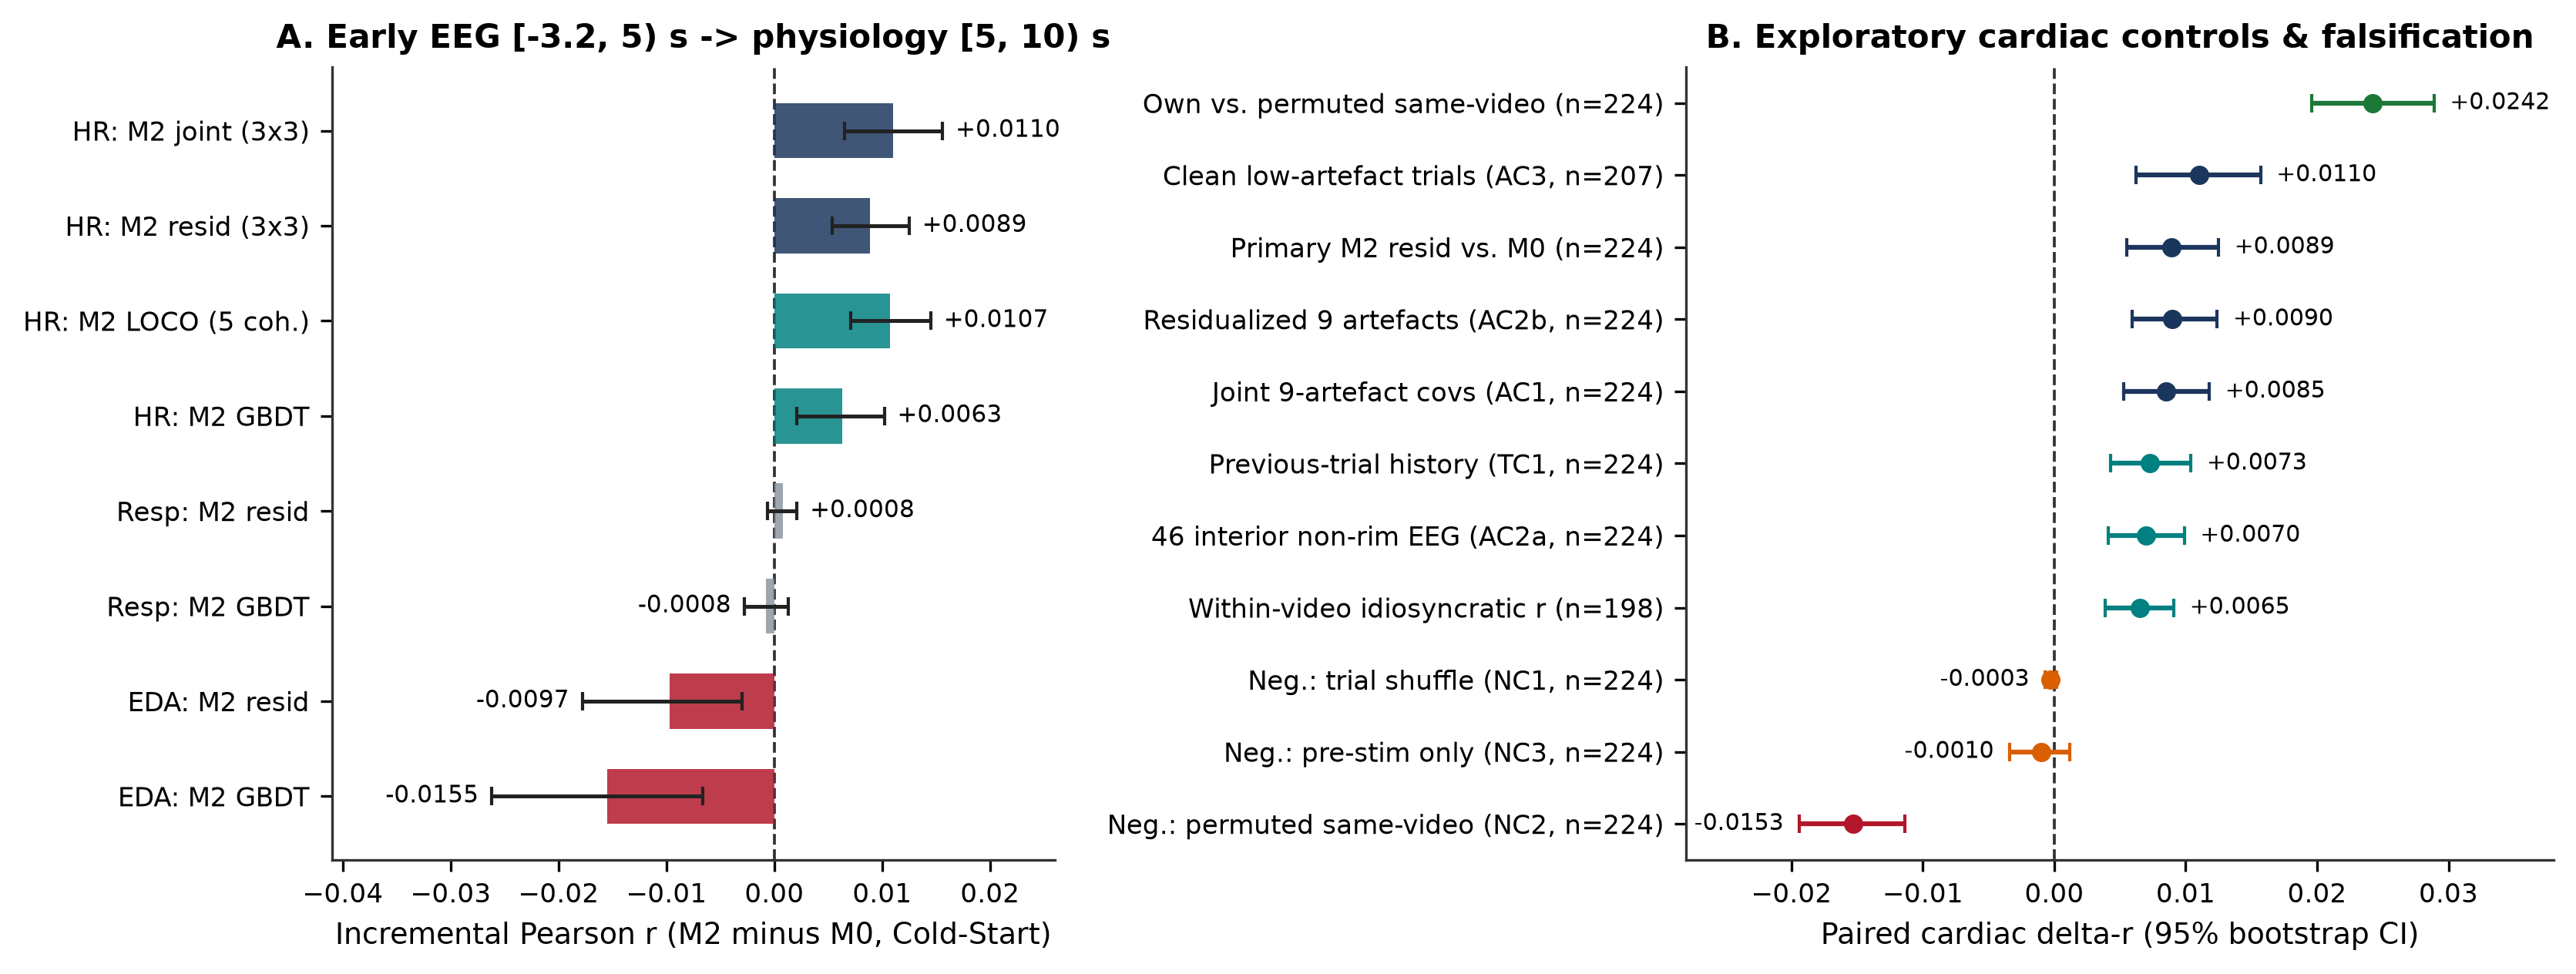 A. Early EEG [-3.2, 5) s -> physiology [5, 10) s
HR: M2 joint (3x3)
+0.0110
HR: M2 resid (3x3)
+0.0089
HR: M2 LOCO (5 coh.)
+0.0107
HR: M2 GBDT
+0.0063
Resp: M2 resid
+0.0008
Resp: M2 GBDT
-0.0008
EDA: M2 resid
-0.0097
EDA: M2 GBDT
-0.0155
−0.04 −0.03 −0.02 −0.01 0.00 0.01 0.02
Incremental Pearson r (M2 minus M0, Cold-Start)
B. Exploratory cardiac controls & falsification
Own vs. permuted same-video (n=224)
+0.0242
Clean low-artefact trials (AC3, n=207)
+0.0110
Primary M2 resid vs. M0 (n=224)
+0.0089
Residualized 9 artefacts (AC2b, n=224)
+0.0090
Joint 9-artefact covs (AC1, n=224)
+0.0085
Previous-trial history (TC1, n=224)
+0.0073
46 interior non-rim EEG (AC2a, n=224)
+0.0070
Within-video idiosyncratic r (n=198)
+0.0065
Neg.: trial shuffle (NC1, n=224)
-0.0003
Neg.: pre-stim only (NC3, n=224)
-0.0010
Neg.: permuted same-video (NC2, n=224)
-0.0153
−0.02 −0.01 0.00 0.01 0.02 0.03
Paired cardiac delta-r (95% bootstrap CI)